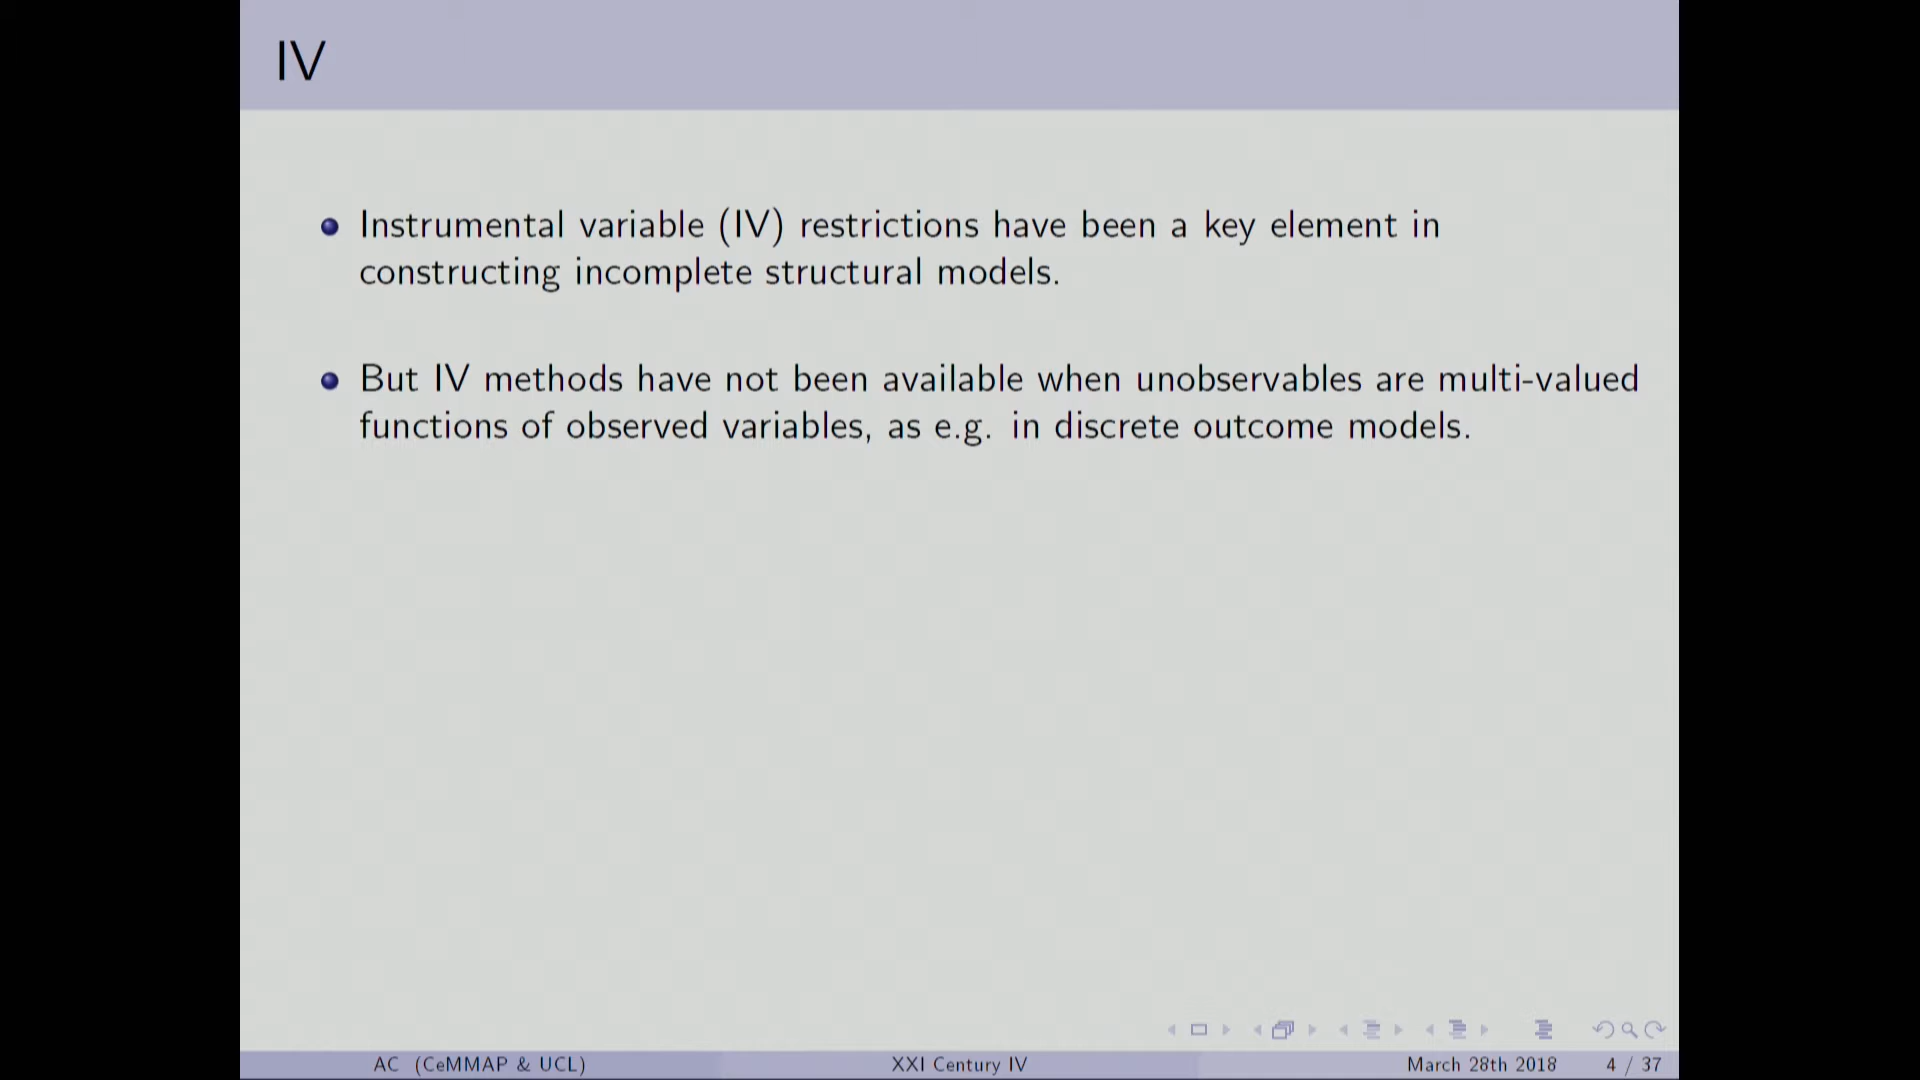 IV
Instrumental variable (IV) restrictions have been a key element in
constructing incomplete structural models.
But IV methods have not been available when unobservables are multi-valued
functions of observed variables, as e.g. in discrete outcome models.
AC (CeMMAP & UCL) XXI Century IV March 28th 2018 4 / 37